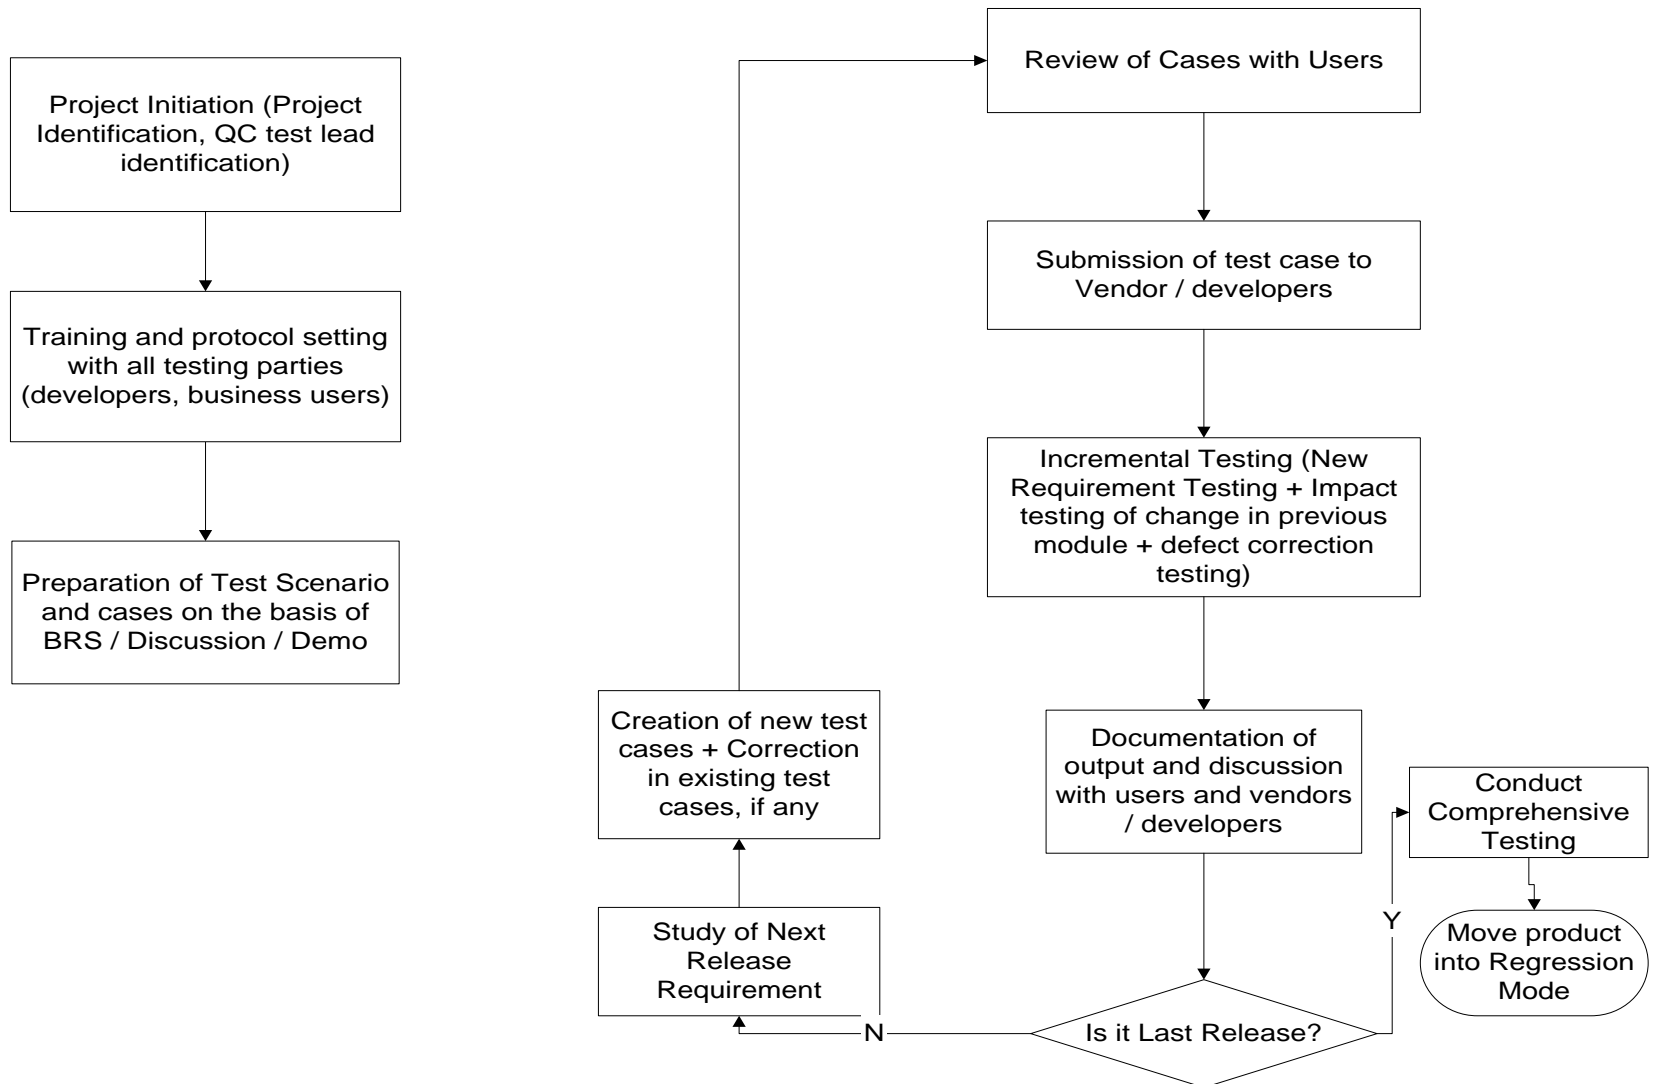 Project Initiation (Project
Identification, QC test lead
identification)
Training and protocol setting
with all testing parties
(developers, business users)
Preparation of Test Scenario
and cases on the basis of
BRS / Discussion / Demo
Review of Cases with Users
Submission of test case to
Vendor / developers
Incremental Testing (New
Requirement Testing + Impact
testing of change in previous
module + defect correction
testing)
Documentation of
output and discussion
with users and vendors
/ developers
Is it Last Release?
N
Study of Next
Release
Requirement
Creation of new test
cases + Correction
in existing test
cases, if any
Y
Conduct
Comprehensive
Testing
Move product
into Regression
Mode